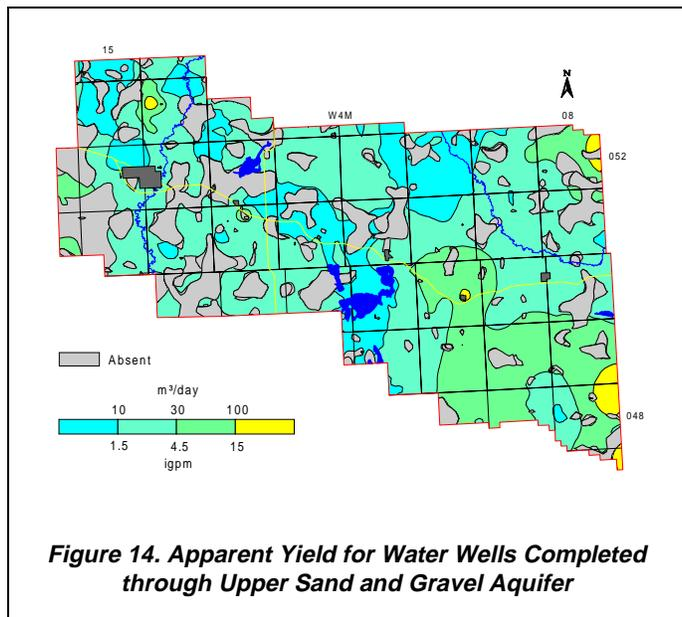 15
N
W4M
08
052
Absent
m³/day
10 30 100
1.5 4.5 15
igpm
048
Figure 14. Apparent Yield for Water Wells Completed
through Upper Sand and Gravel Aquifer